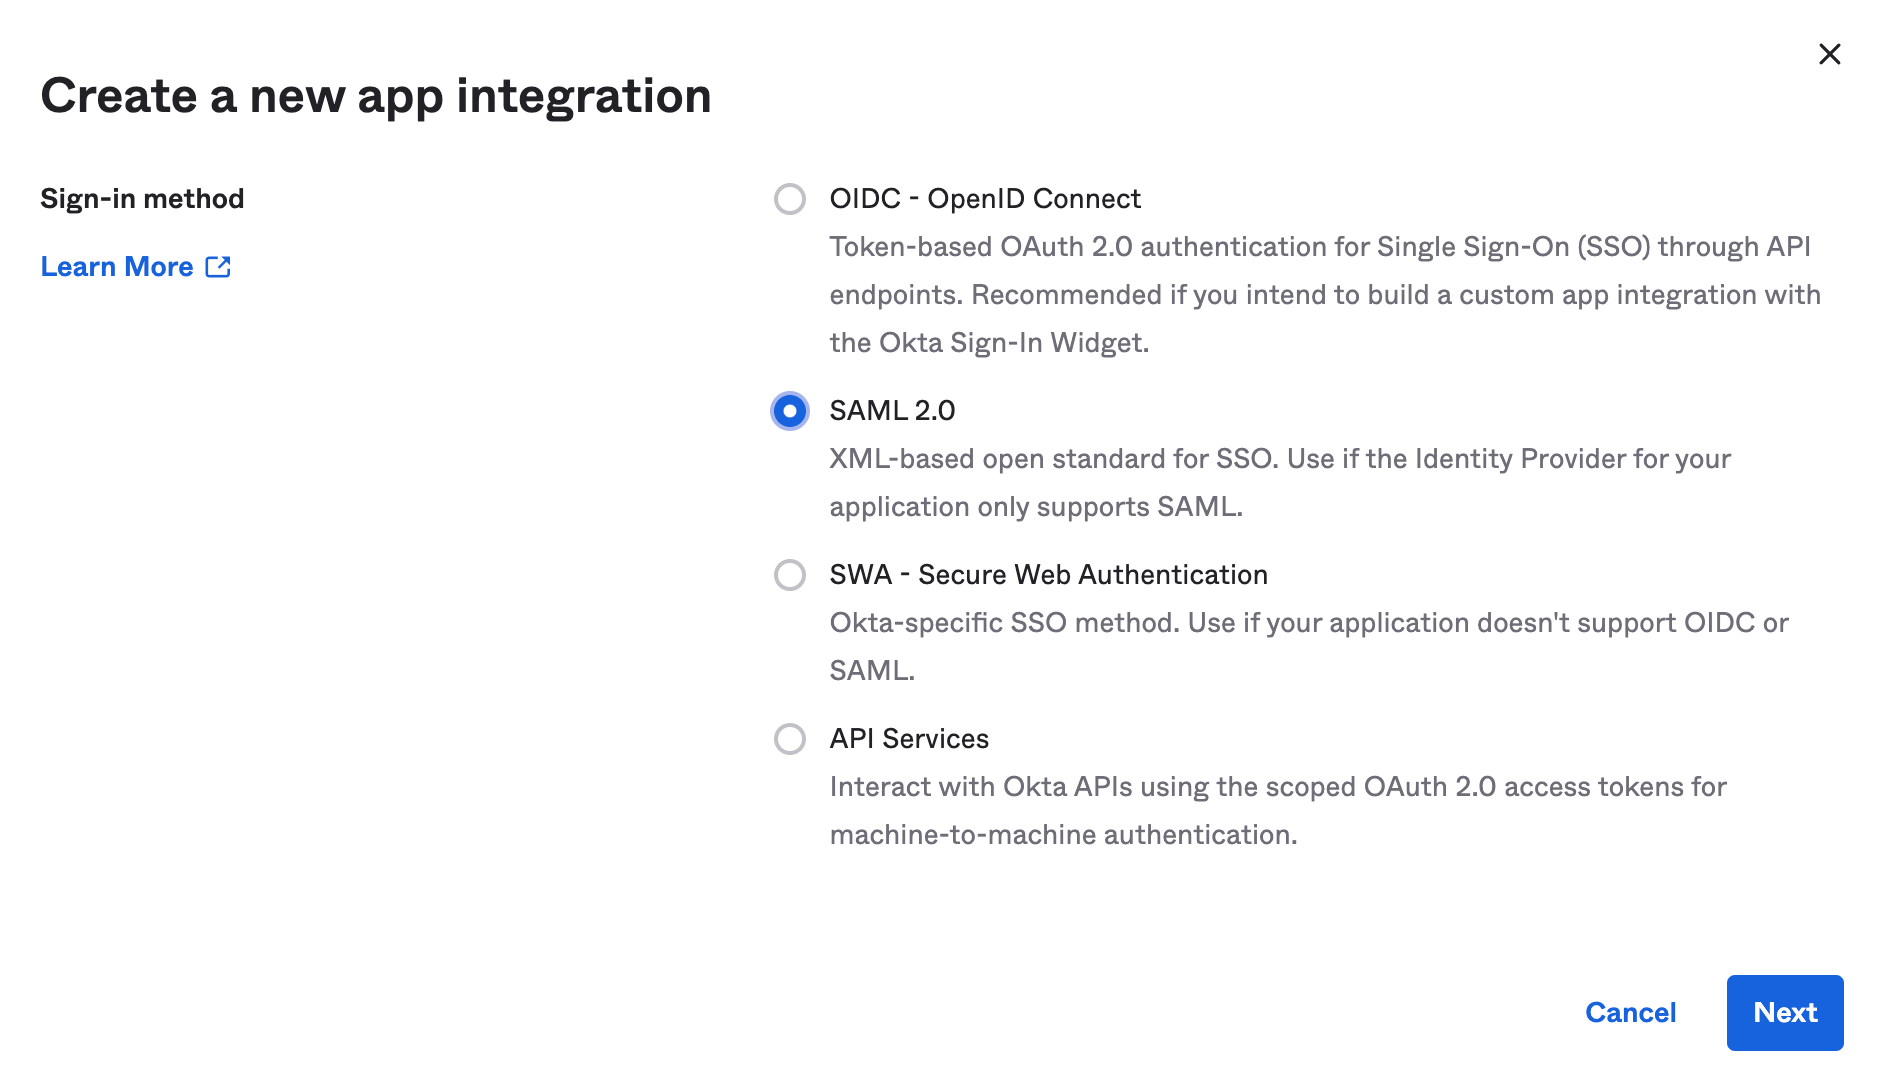 Create a new app integration
Sign-in method
Learn More
OIDC - OpenID Connect
Token-based OAuth 2.0 authentication for Single Sign-On (SSO) through API
endpoints. Recommended if you intend to build a custom app integration with
the Okta Sign-In Widget.
SAML 2.0
XML-based open standard for SSO. Use if the Identity Provider for your
application only supports SAML.
SWA - Secure Web Authentication
Okta-specific SSO method. Use if your application doesn't support OIDC or
SAML.
API Services
Interact with Okta APIs using the scoped OAuth 2.0 access tokens for
machine-to-machine authentication.
Cancel
Next